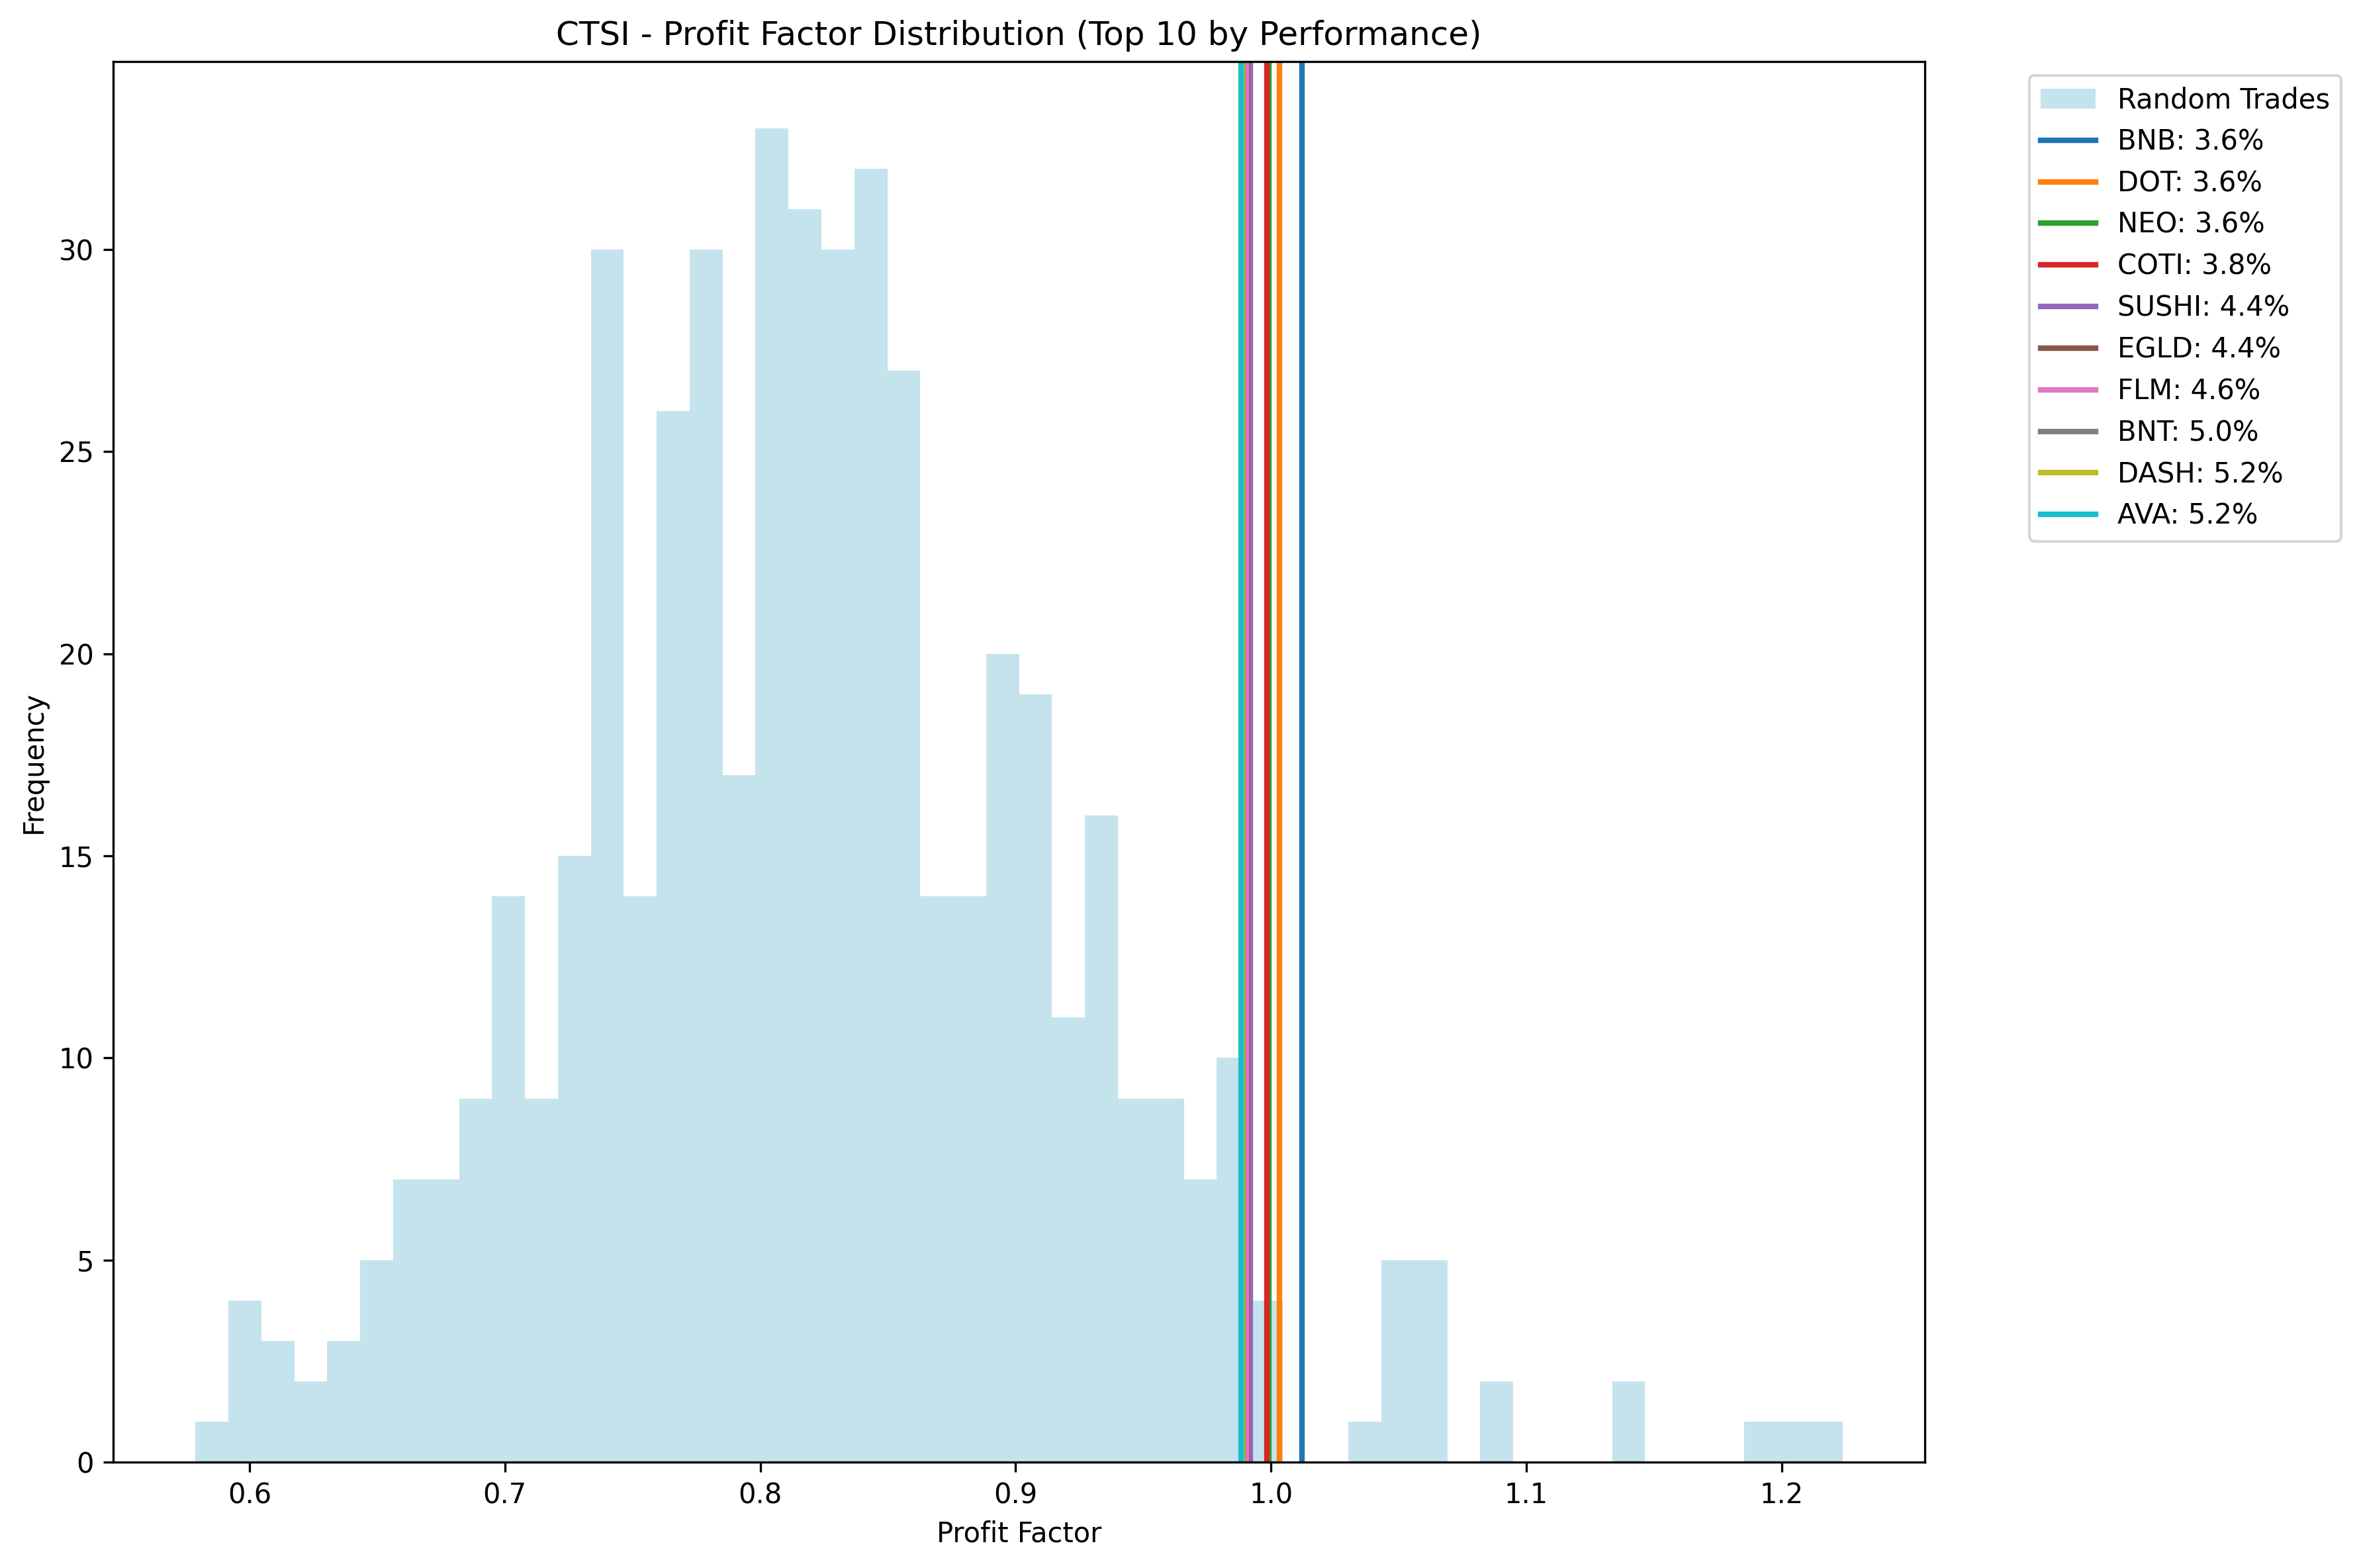 CTSI - Profit Factor Distribution (Top 10 by Performance)
Frequency
30
25
20
15
10
5
0
0.6 0.7 0.8 0.9 1.0 1.1 1.2
Profit Factor
Random Trades
BNB: 3.6%
DOT: 3.6%
NEO: 3.6%
COTI: 3.8%
SUSHI: 4.4%
EGLD: 4.4%
FLM: 4.6%
BNT: 5.0%
DASH: 5.2%
AVA: 5.2%